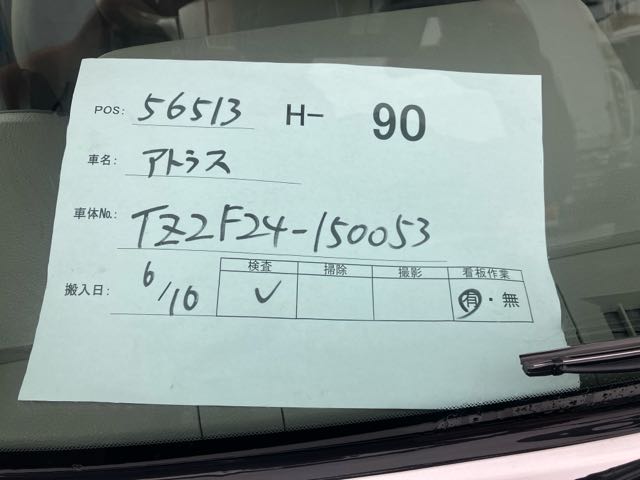 POS: 56513 H- 90
車名: アトラス
車体No.: TZ2F24-150053
検査 掃除 撮影 看板作業
搬入日: 6/10 ✓ 有・無